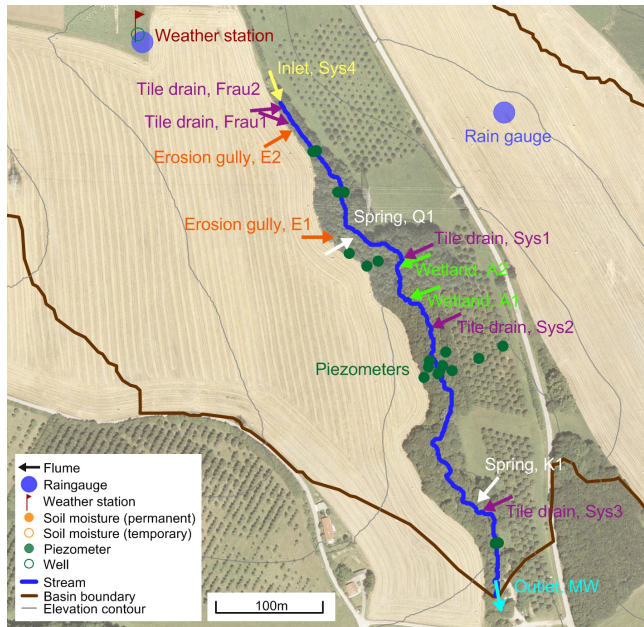 Weather station
Inlet, Sys4
Tile drain, Frau2
Tile drain, Frau1
Rain gauge
Erosion gully, E2
Spring, Q1
Erosion gully, E1
Tile drain, Sys1
Wetland, A2
Wetland, A1
Tile drain, Sys2
Piezometers
Spring, K1
Tile drain, Sys3
Outlet, MW
Flume
Raingauge
Weather station
Soil moisture (permanent)
Soil moisture (temporary)
Piezometer
Well
Stream
Basin boundary
Elevation contour
100m